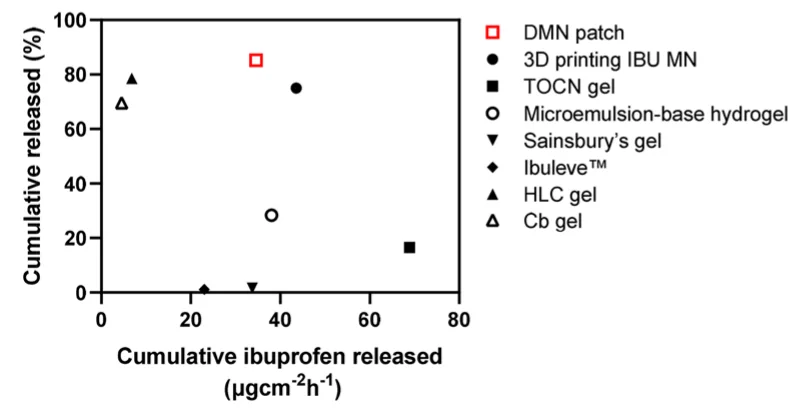 Cumulative released (%)
100
80
60
40
20
0
0 20 40 60 80
Cumulative ibuprofen released
(µgcm⁻²h⁻¹)
DMN patch
3D printing IBU MN
TOCN gel
Microemulsion-base hydrogel
Sainsbury's gel
Ibuleve™
HLC gel
Cb gel